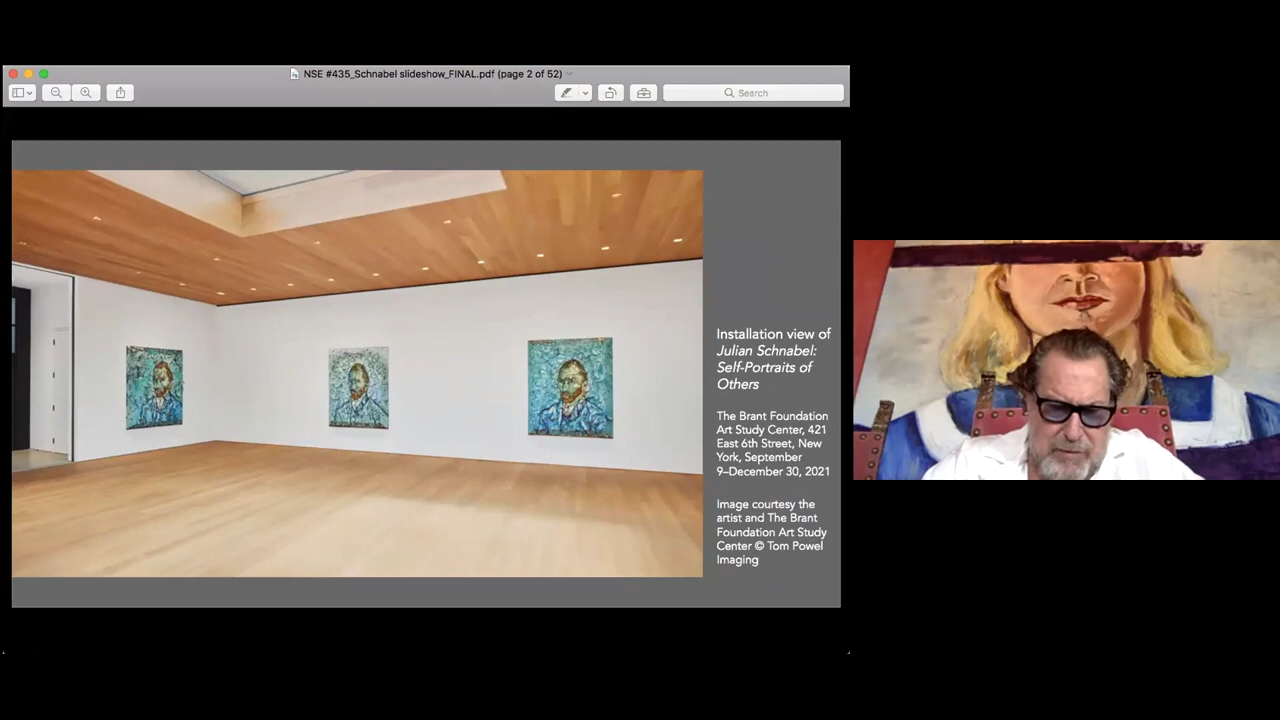 NSE #435_Schnabel slideshow_FINAL.pdf (page 2 of 52)
Search
Installation view of
Julian Schnabel:
Self-Portraits of
Others
The Brant Foundation
Art Study Center, 421
East 6th Street, New
York, September
9–December 30, 2021
Image courtesy the
artist and The Brant
Foundation Art Study
Center © Tom Powel
Imaging